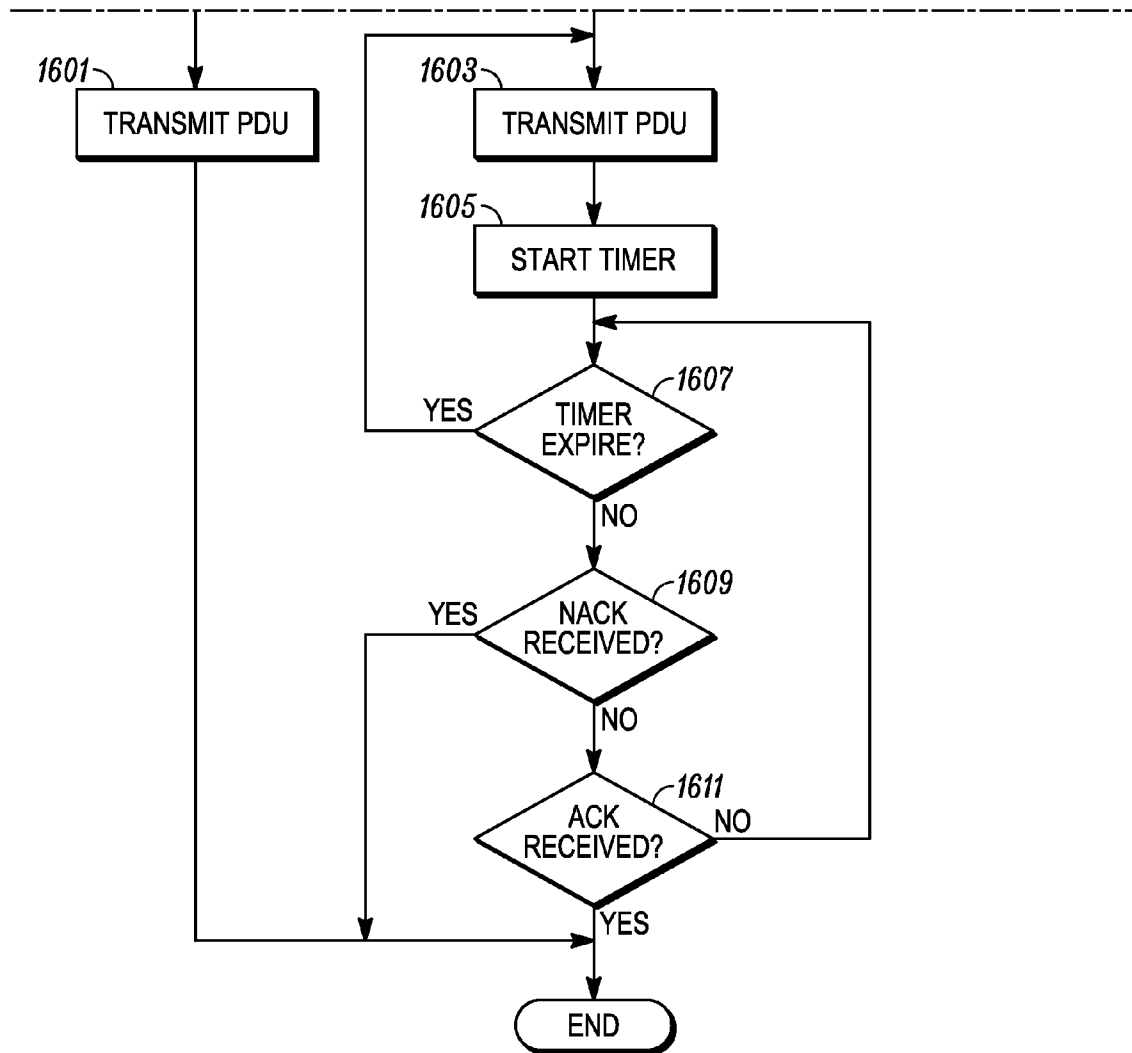 1601
TRANSMIT PDU
1603
TRANSMIT PDU
1605
START TIMER
1607
TIMER
EXPIRE?
YES
NO
1609
NACK
RECEIVED?
YES
NO
1611
ACK
RECEIVED?
NO
YES
END